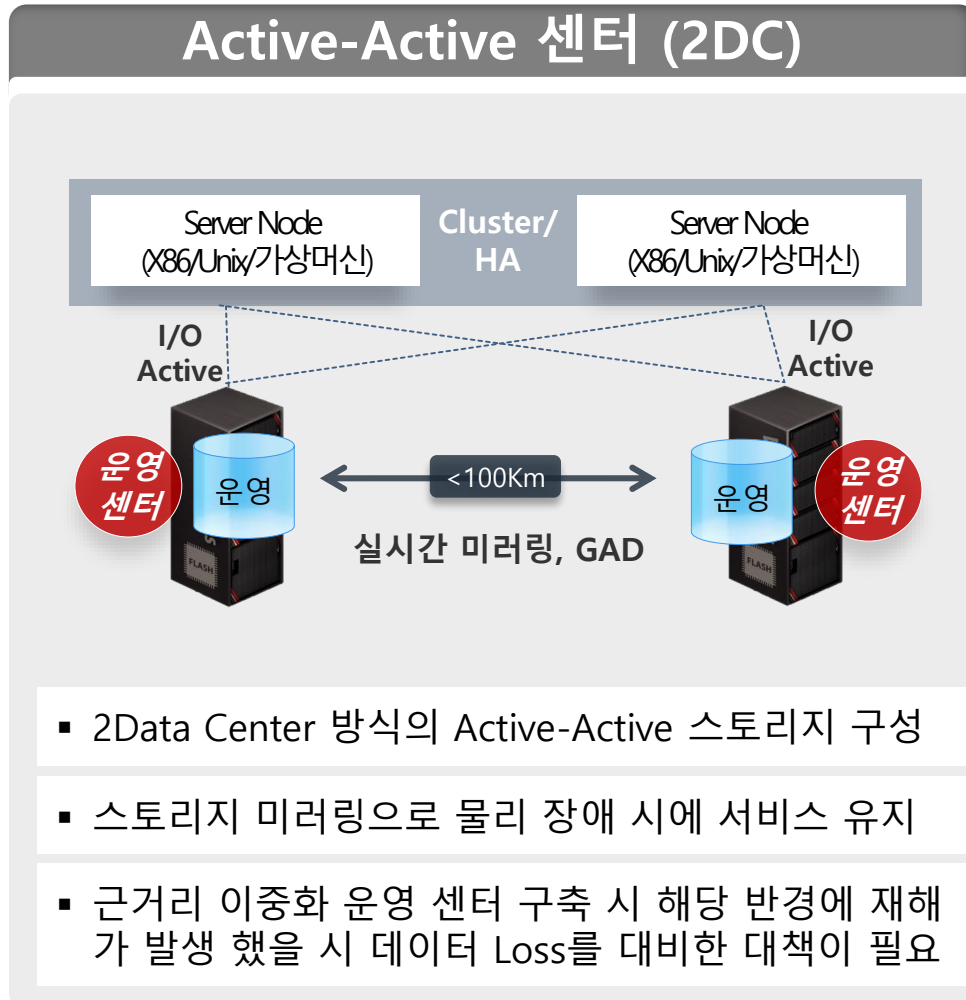 Active-Active 센터 (2DC)
Server Node
(X86/Unix/가상머신)
Cluster/
HA
Server Node
(X86/Unix/가상머신)
I/O
Active
I/O
Active
운영
센터
운영
<100Km
운영
운영
센터
실시간 미러링, GAD
FLASH
FLASH
▪ 2Data Center 방식의 Active-Active 스토리지 구성
▪ 스토리지 미러링으로 물리 장애 시에 서비스 유지
▪ 근거리 이중화 운영 센터 구축 시 해당 반경에 재해
가 발생 했을 시 데이터 Loss를 대비한 대책이 필요